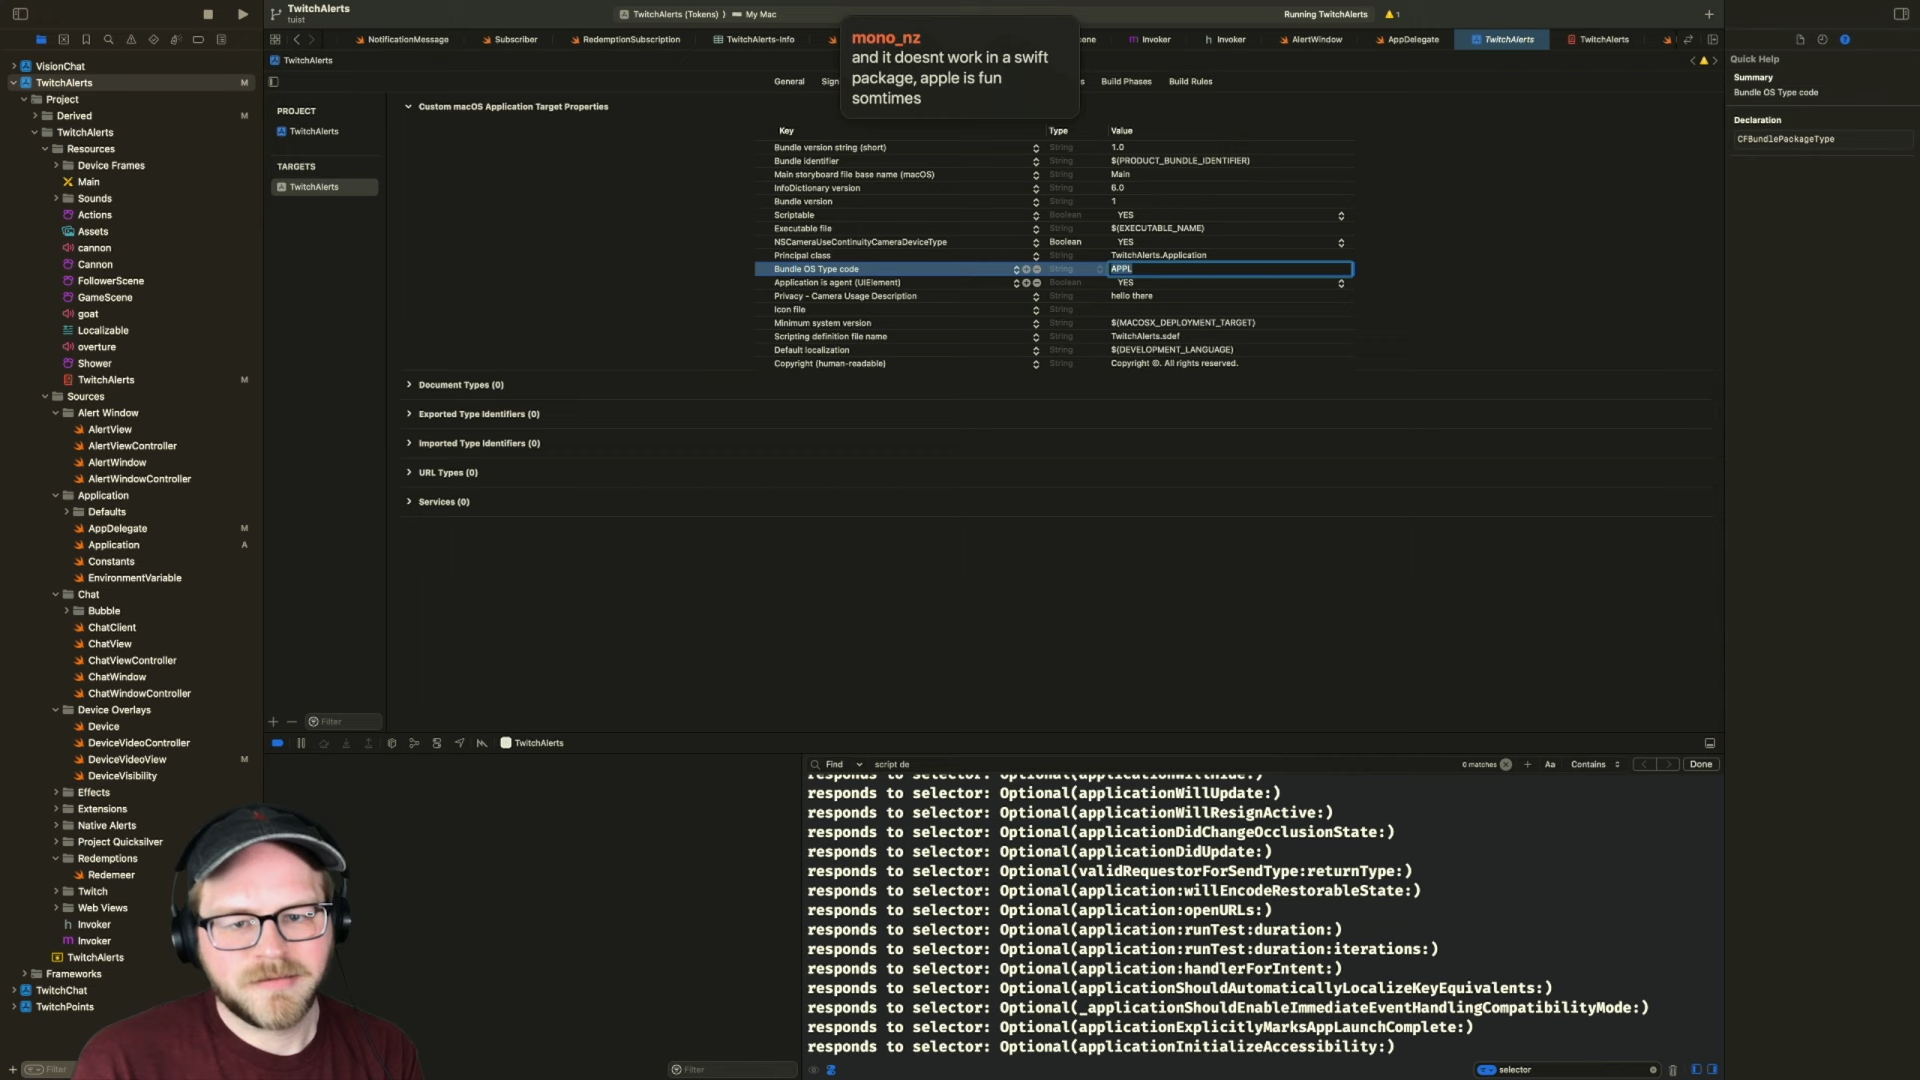 TwitchAlerts
tuist
TwitchAlerts (Tokens) ⟩ My Mac
Running TwitchAlerts
1
NotificationMessage
Subscriber
RedemptionSubscription
TwitchAlerts-Info
Invoker
Invoker
AlertWindow
AppDelegate
TwitchAlerts
TwitchAlerts
mono_nz
and it doesnt work in a swift
package, apple is fun
somtimes
TwitchAlerts
General
Build Phases
Build Rules
VisionChat
TwitchAlerts M
Project
Derived M
TwitchAlerts
Resources
Device Frames
Main
Sounds
Actions
Assets
cannon
Cannon
FollowerScene
GameScene
goat
Localizable
overture
Shower
TwitchAlerts M
Sources
Alert Window
AlertView
AlertViewController
AlertWindow
AlertWindowController
Application
Defaults
AppDelegate M
Application A
Constants
EnvironmentVariable
Chat
Bubble
ChatClient
ChatView
ChatViewController
ChatWindow
ChatWindowController
Device Overlays
Device
DeviceVideoController
DeviceVideoView M
DeviceVisibility
Effects
Extensions
Native Alerts
Project Quicksilver
Redemptions
Redemeer
Twitch
Web Views
Invoker
Invoker
TwitchAlerts
Frameworks
TwitchChat
TwitchPoints
Filter
PROJECT
TwitchAlerts
TARGETS
TwitchAlerts
Filter
Custom macOS Application Target Properties
Key Type Value
Bundle version string (short) String 1.0
Bundle identifier String $(PRODUCT_BUNDLE_IDENTIFIER)
Main storyboard file base name (macOS) String Main
InfoDictionary version String 6.0
Bundle version String 1
Scriptable Boolean YES
Executable file String $(EXECUTABLE_NAME)
NSCameraUseContinuityCameraDeviceType Boolean YES
Principal class String TwitchAlerts.Application
Bundle OS Type code String APPL
Application is agent (UIElement) Boolean YES
Privacy - Camera Usage Description String hello there
Icon file String
Minimum system version String $(MACOSX_DEPLOYMENT_TARGET)
Scripting definition file name String TwitchAlerts.sdef
Default localization String $(DEVELOPMENT_LANGUAGE)
Copyright (human-readable) String Copyright ©. All rights reserved.
Document Types (0)
Exported Type Identifiers (0)
Imported Type Identifiers (0)
URL Types (0)
Services (0)
Quick Help
Summary
Bundle OS Type code
Declaration
CFBundlePackageType
TwitchAlerts
Find script de 0 matches Aa Contains Done
responds to selector: Optional(applicationWillHide:)
responds to selector: Optional(applicationWillUpdate:)
responds to selector: Optional(applicationWillResignActive:)
responds to selector: Optional(applicationDidChangeOcclusionState:)
responds to selector: Optional(applicationDidUpdate:)
responds to selector: Optional(validRequestorForSendType:returnType:)
responds to selector: Optional(application:willEncodeRestorableState:)
responds to selector: Optional(application:openURLs:)
responds to selector: Optional(application:runTest:duration:)
responds to selector: Optional(application:runTest:duration:iterations:)
responds to selector: Optional(application:handlerForIntent:)
responds to selector: Optional(applicationShouldAutomaticallyLocalizeKeyEquivalents:)
responds to selector: Optional(_applicationShouldEnableImmediateEventHandlingCompatibilityMode:)
responds to selector: Optional(applicationExplicitlyMarksAppLaunchComplete:)
responds to selector: Optional(applicationInitializeAccessibility:)
Filter
selector